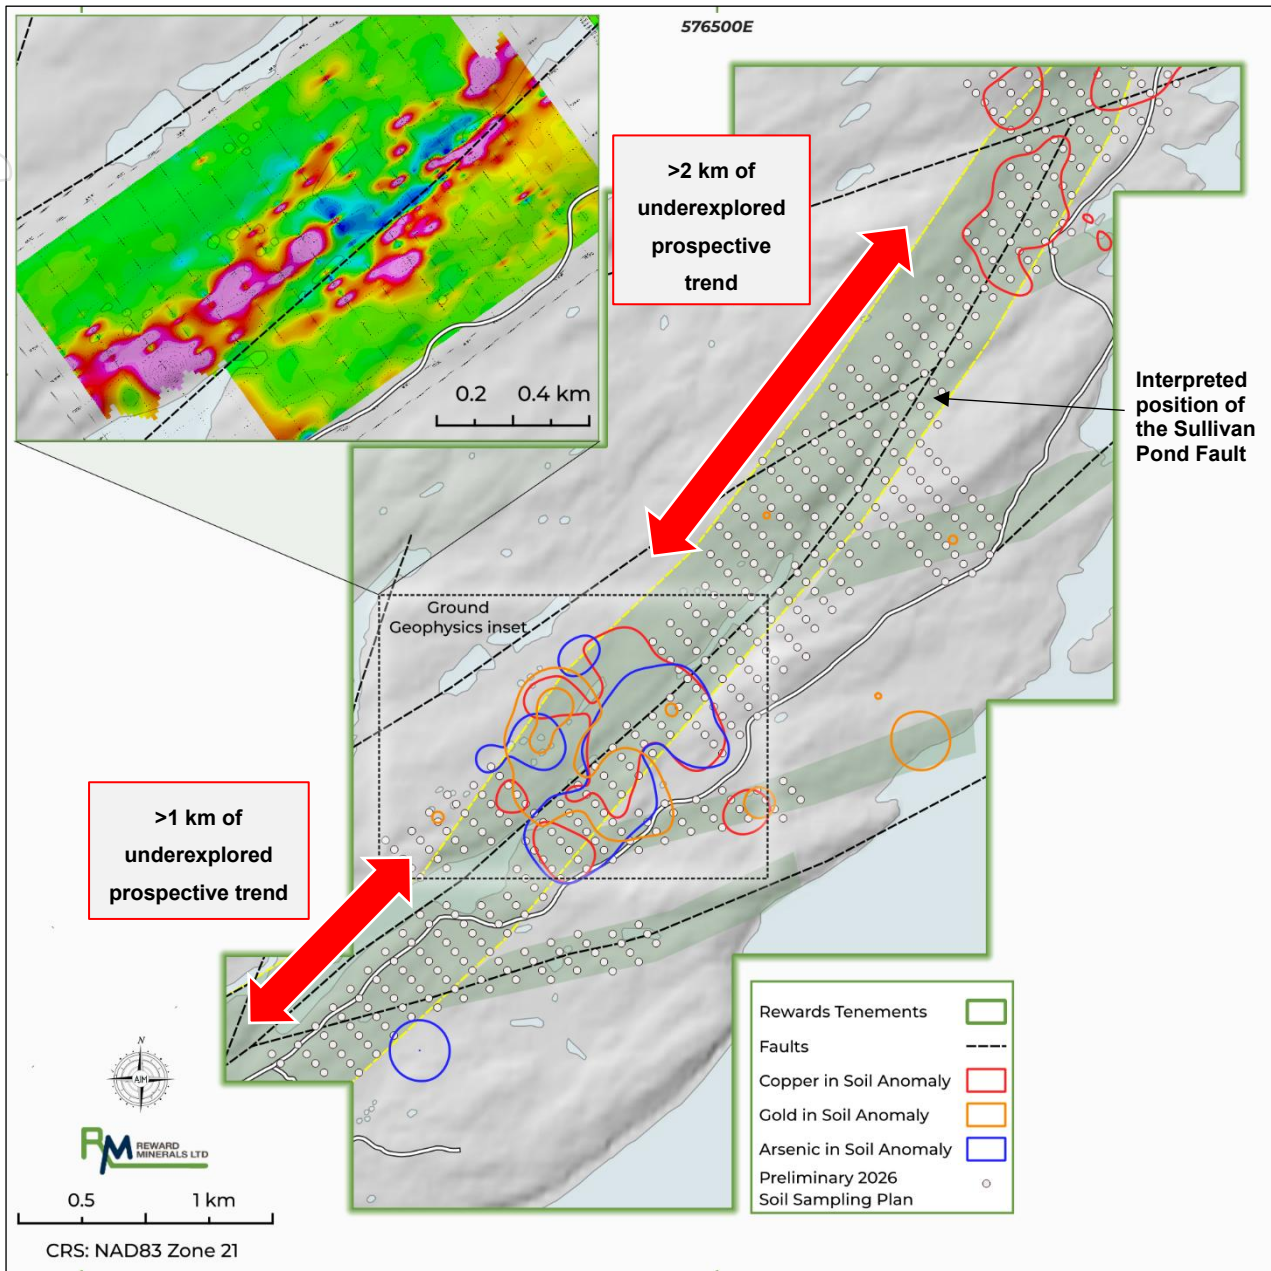 576500E
>2 km of
underexplored
prospective
trend
0.2 0.4 km
Interpreted
position of
the Sullivan
Pond Fault
Ground
Geophysics inset
>1 km of
underexplored
prospective trend
N
AIM
REWARD
MINERALS LTD
0.5 1 km
CRS: NAD83 Zone 21
Rewards Tenements
Faults
Copper in Soil Anomaly
Gold in Soil Anomaly
Arsenic in Soil Anomaly
Preliminary 2026
Soil Sampling Plan